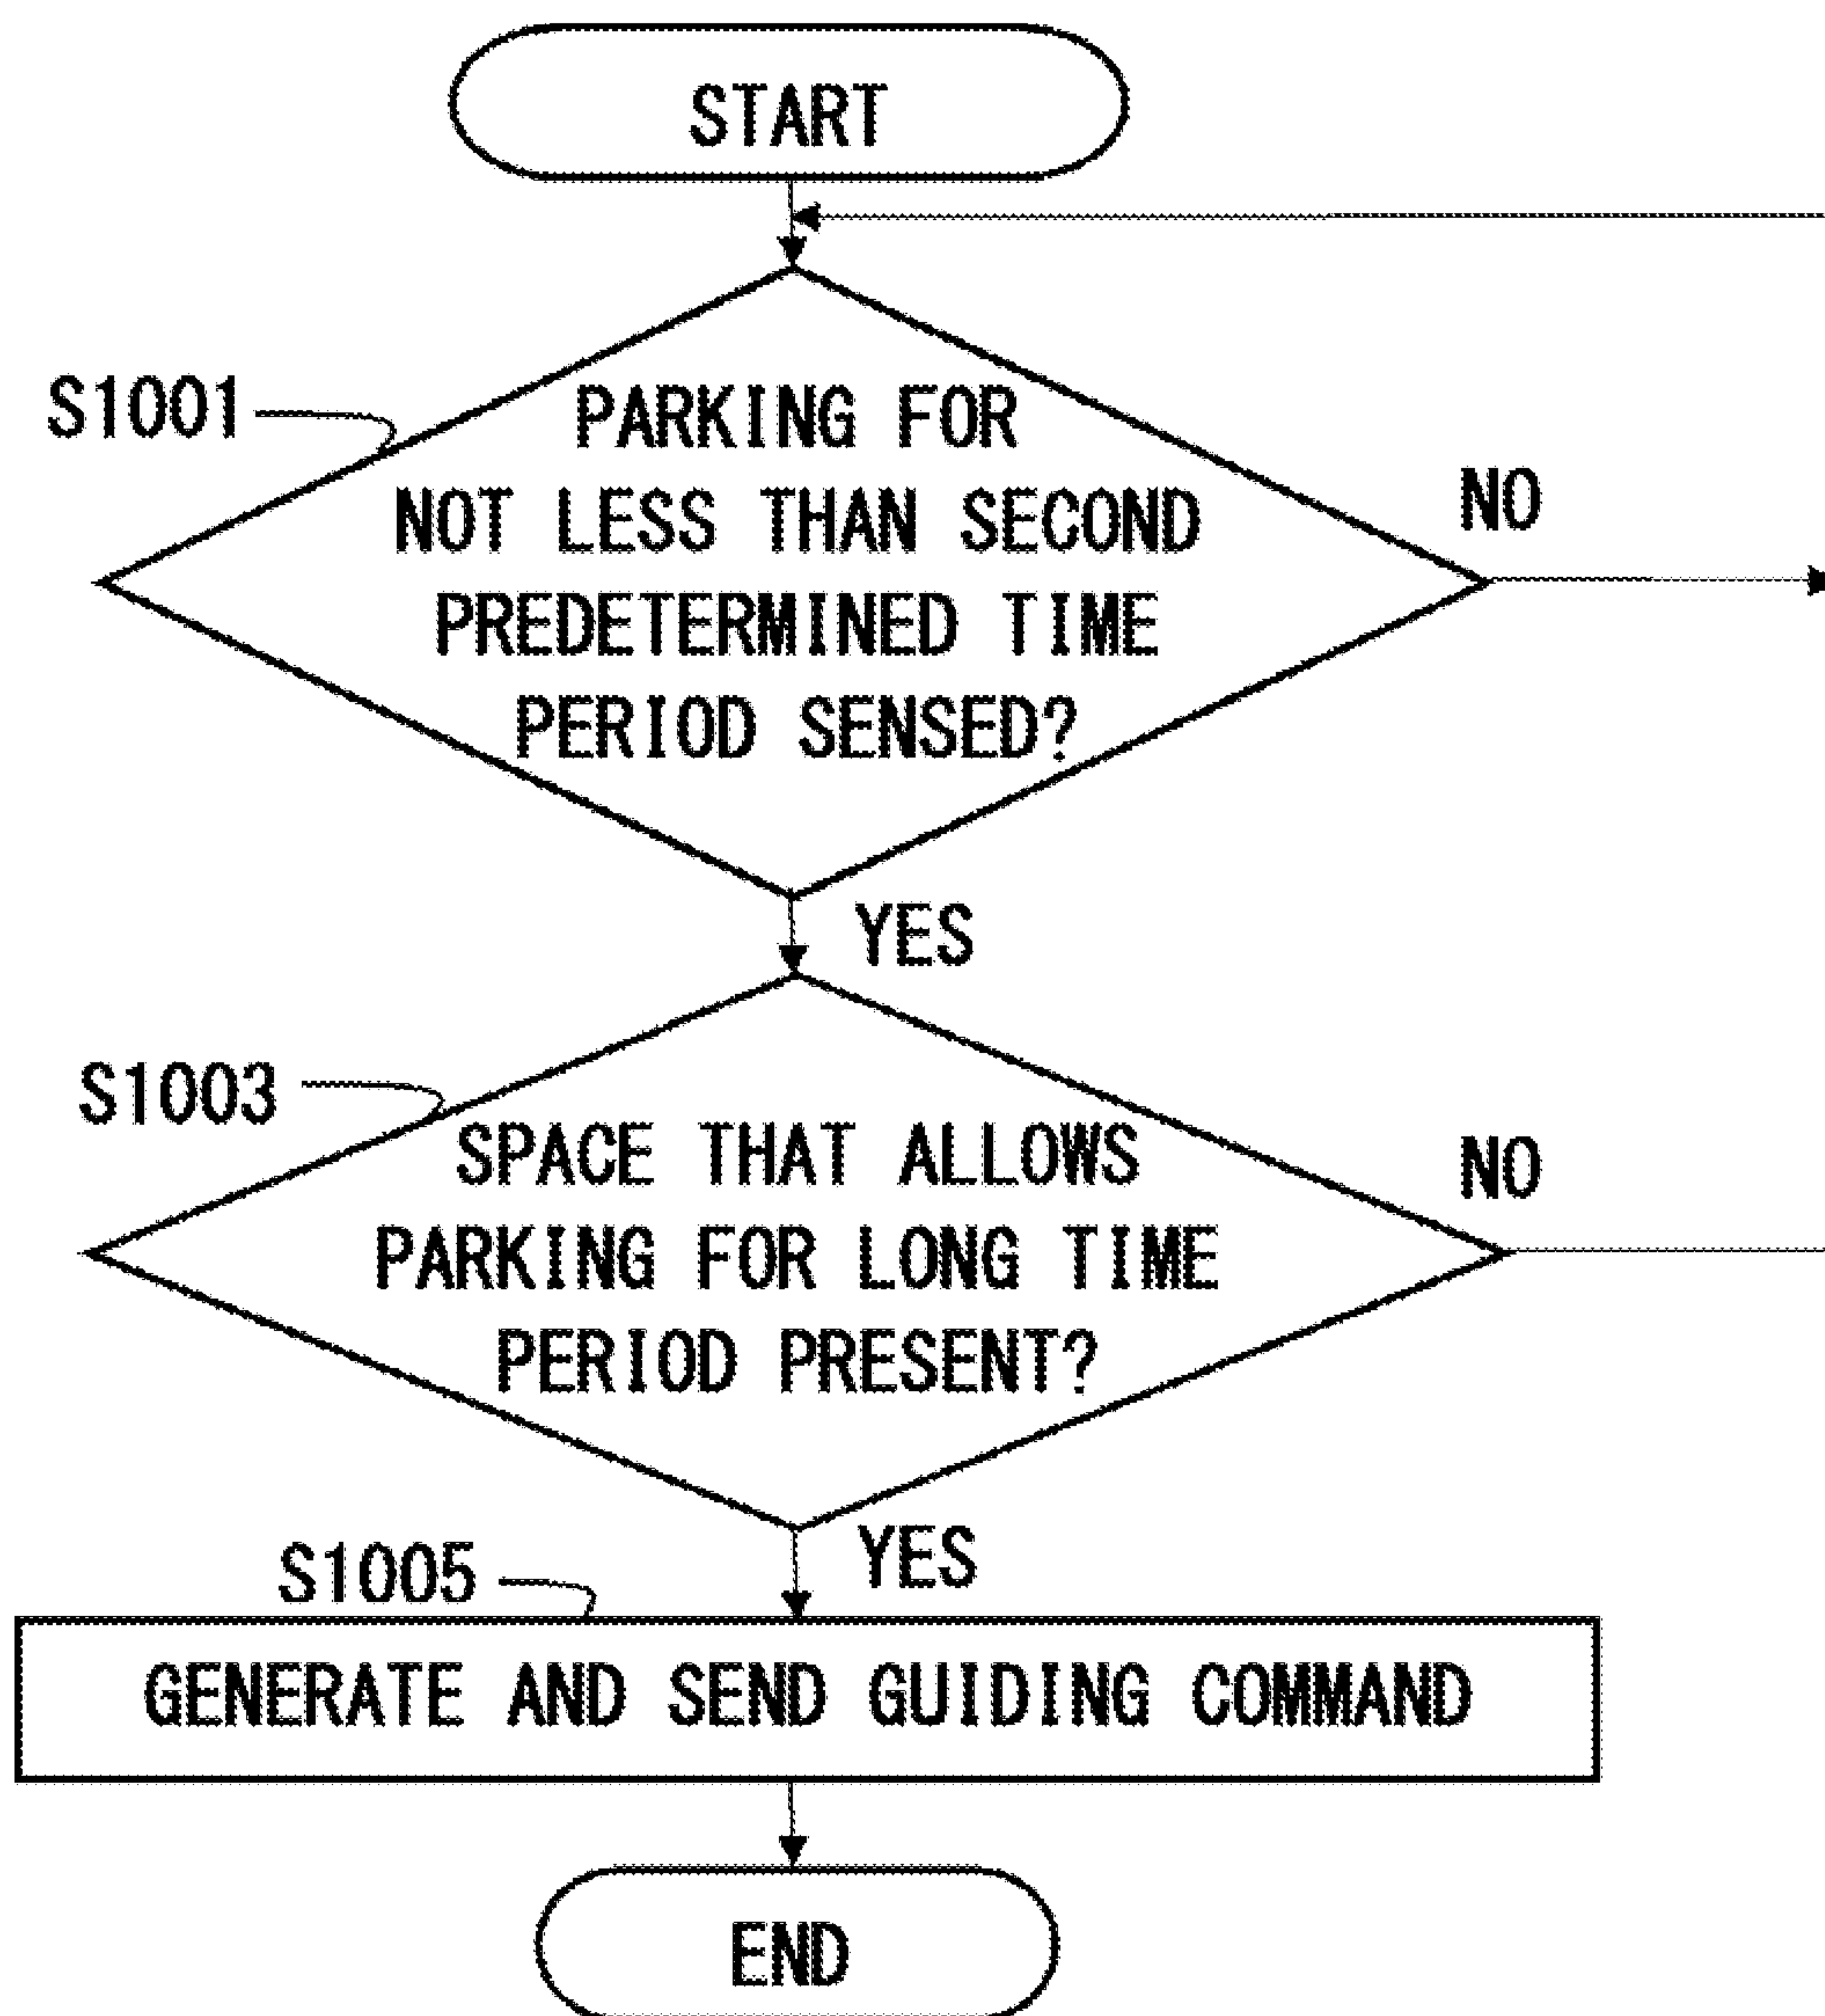 START
S1001
PARKING FOR
NOT LESS THAN SECOND
PREDETERMINED TIME
PERIOD SENSED?
NO
YES
S1003
SPACE THAT ALLOWS
PARKING FOR LONG TIME
PERIOD PRESENT?
NO
YES
S1005
GENERATE AND SEND GUIDING COMMAND
END